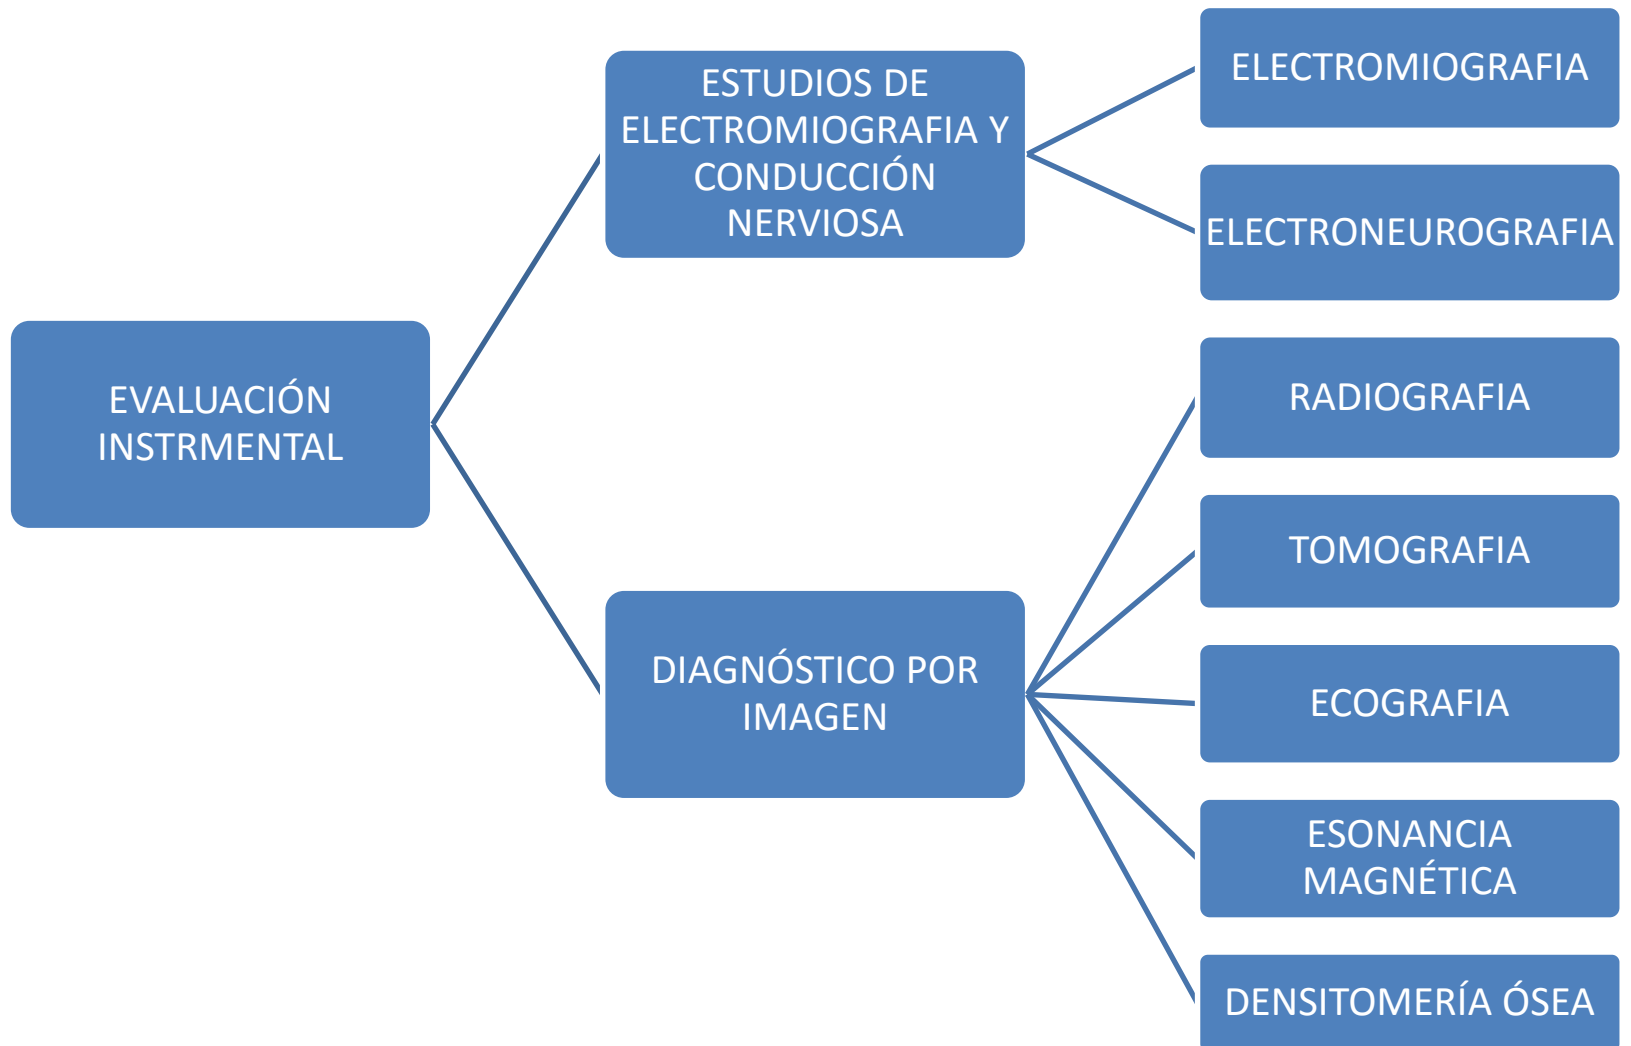 EVALUACIÓN
INSTRMENTAL
ESTUDIOS DE
ELECTROMIOGRAFIA Y
CONDUCCIÓN
NERVIOSA
ELECTROMIOGRAFIA
ELECTRONEUROGRAFIA
DIAGNÓSTICO POR
IMAGEN
RADIOGRAFIA
TOMOGRAFIA
ECOGRAFIA
ESONANCIA
MAGNÉTICA
DENSITOMERÍA ÓSEA